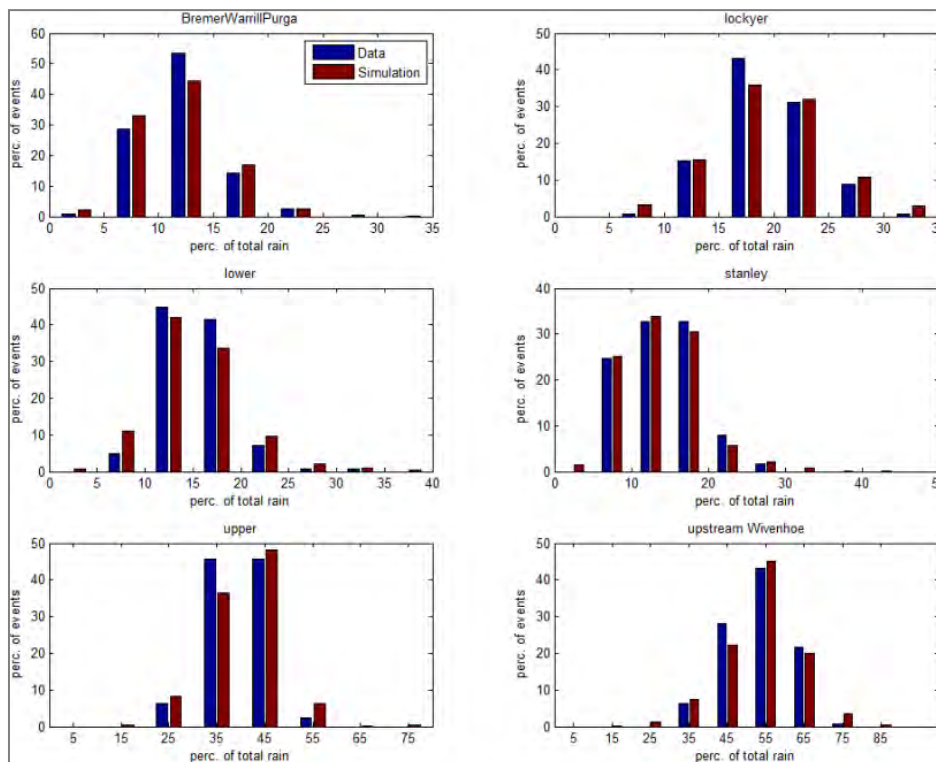 BremerWarrillPurga
60
50
40
30
20
10
0
perc. of events
Data
Simulation
0 5 10 15 20 25 30 35
perc. of total rain
lockyer
50
40
30
20
10
0
perc. of events
0 5 10 15 20 25 30 35
perc. of total rain
lower
50
40
30
20
10
0
perc. of events
0 5 10 15 20 25 30 35 40
perc. of total rain
stanley
40
30
20
10
0
perc. of events
0 10 20 30 40 50
perc. of total rain
upper
50
40
30
20
10
0
perc. of events
5 15 25 35 45 55 65 75
perc. of total rain
upstream Wivenhoe
50
40
30
20
10
0
perc. of events
5 15 25 35 45 55 65 75 85
perc. of total rain